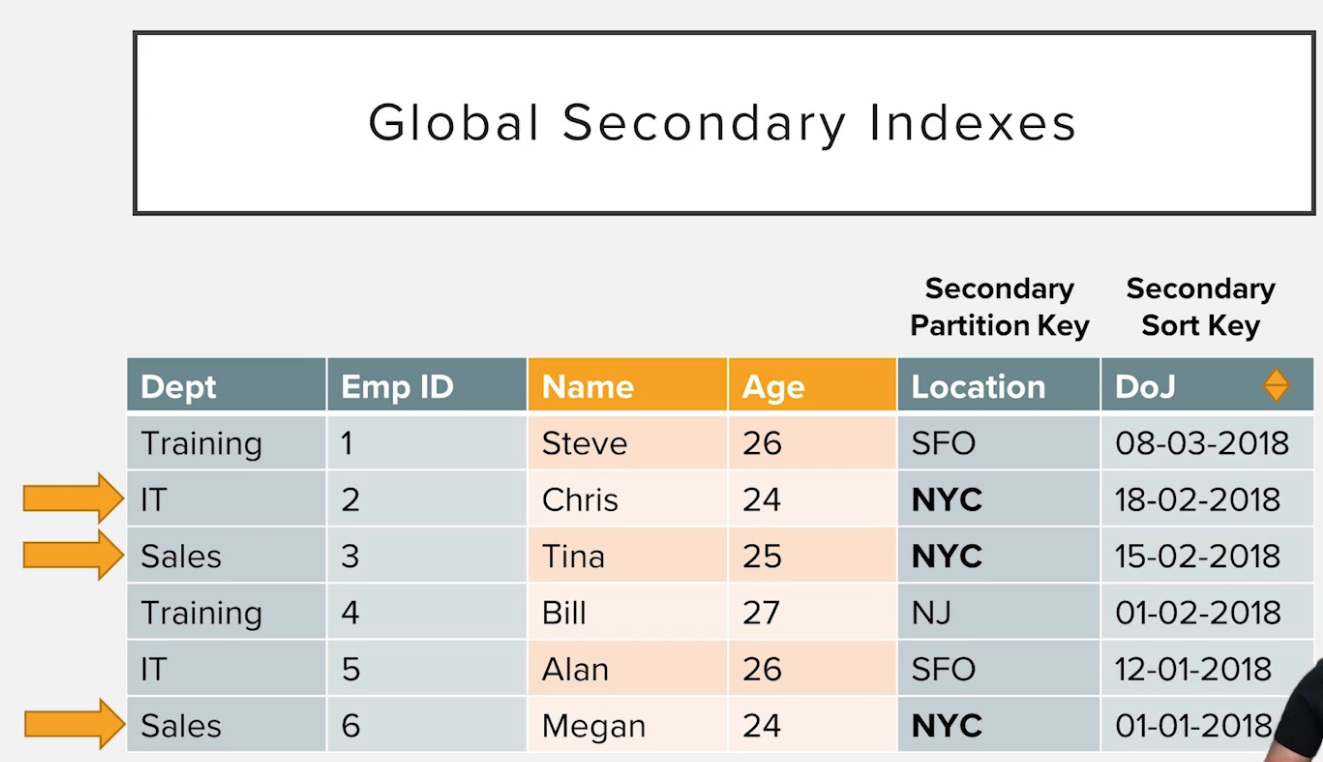 Global Secondary Indexes
Secondary Secondary
Partition Key Sort Key
Dept Emp ID Name Age Location DoJ
Training 1 Steve 26 SFO 08-03-2018
IT 2 Chris 24 NYC 18-02-2018
Sales 3 Tina 25 NYC 15-02-2018
Training 4 Bill 27 NJ 01-02-2018
IT 5 Alan 26 SFO 12-01-2018
Sales 6 Megan 24 NYC 01-01-2018